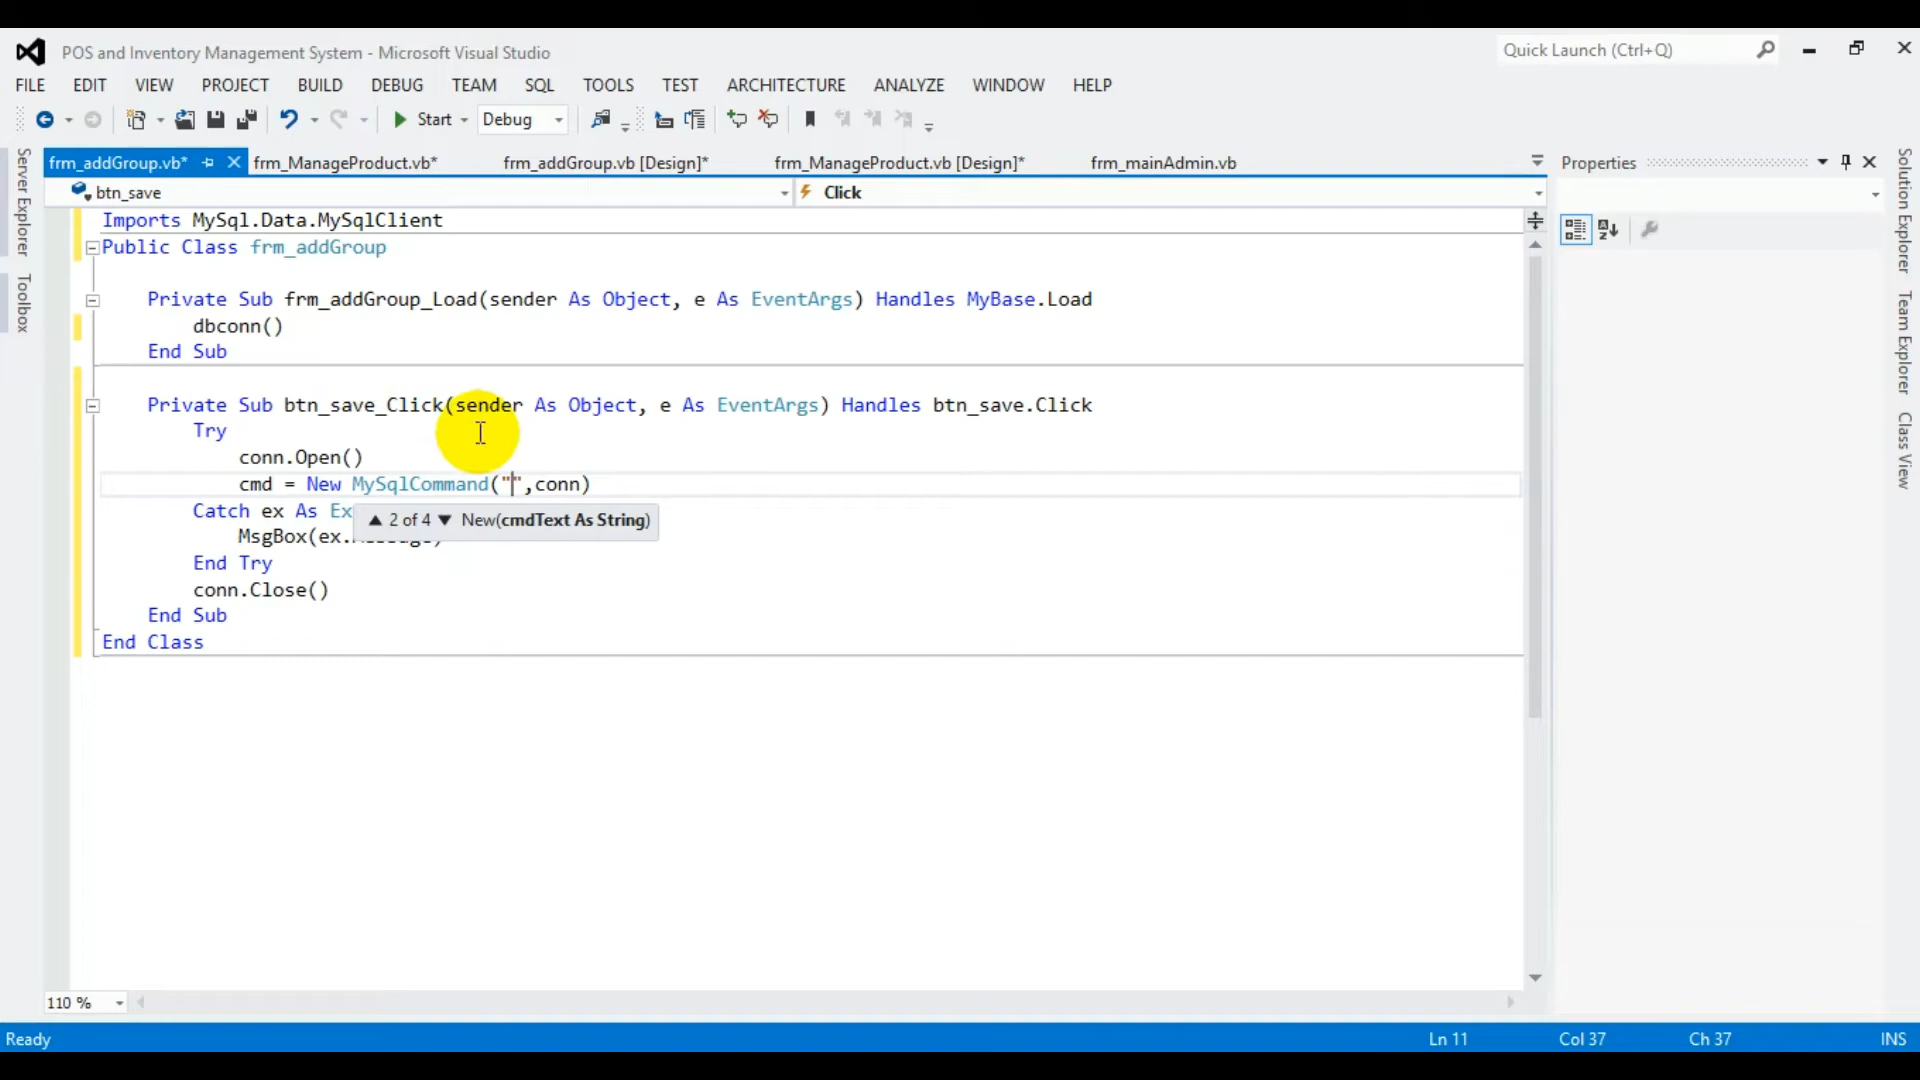 POS and Inventory Management System - Microsoft Visual Studio
Quick Launch (Ctrl+Q)
FILE EDIT VIEW PROJECT BUILD DEBUG TEAM SQL TOOLS TEST ARCHITECTURE ANALYZE WINDOW HELP
Start Debug
frm_addGroup.vb* frm_ManageProduct.vb* frm_addGroup.vb [Design]* frm_ManageProduct.vb [Design]* frm_mainAdmin.vb
Properties
btn_save Click
Server Explorer
Toolbox
Imports MySql.Data.MySqlClient
Public Class frm_addGroup
Private Sub frm_addGroup_Load(sender As Object, e As EventArgs) Handles MyBase.Load
dbconn()
End Sub
Private Sub btn_save_Click(sender As Object, e As EventArgs) Handles btn_save.Click
Try
conn.Open()
cmd = New MySqlCommand("",conn)
Catch ex As Ex
2 of 4 New(cmdText As String)
MsgBox(ex.
End Try
conn.Close()
End Sub
End Class
Solution Explorer
Team Explorer
Class View
110 %
Ready Ln 11 Col 37 Ch 37 INS